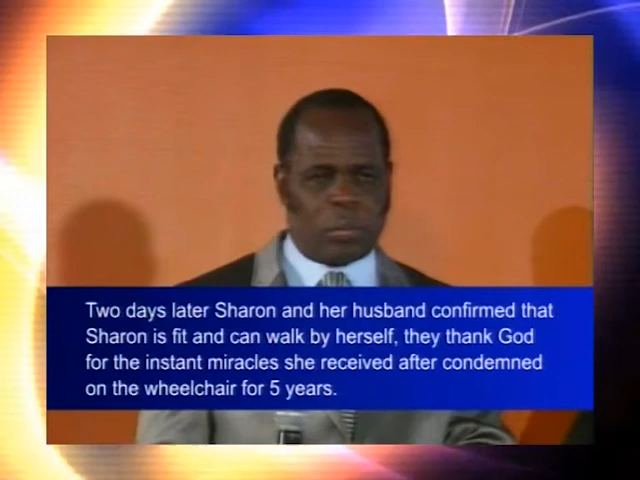 Two days later Sharon and her husband confirmed that
Sharon is fit and can walk by herself, they thank God
for the instant miracles she received after condemned
on the wheelchair for 5 years.